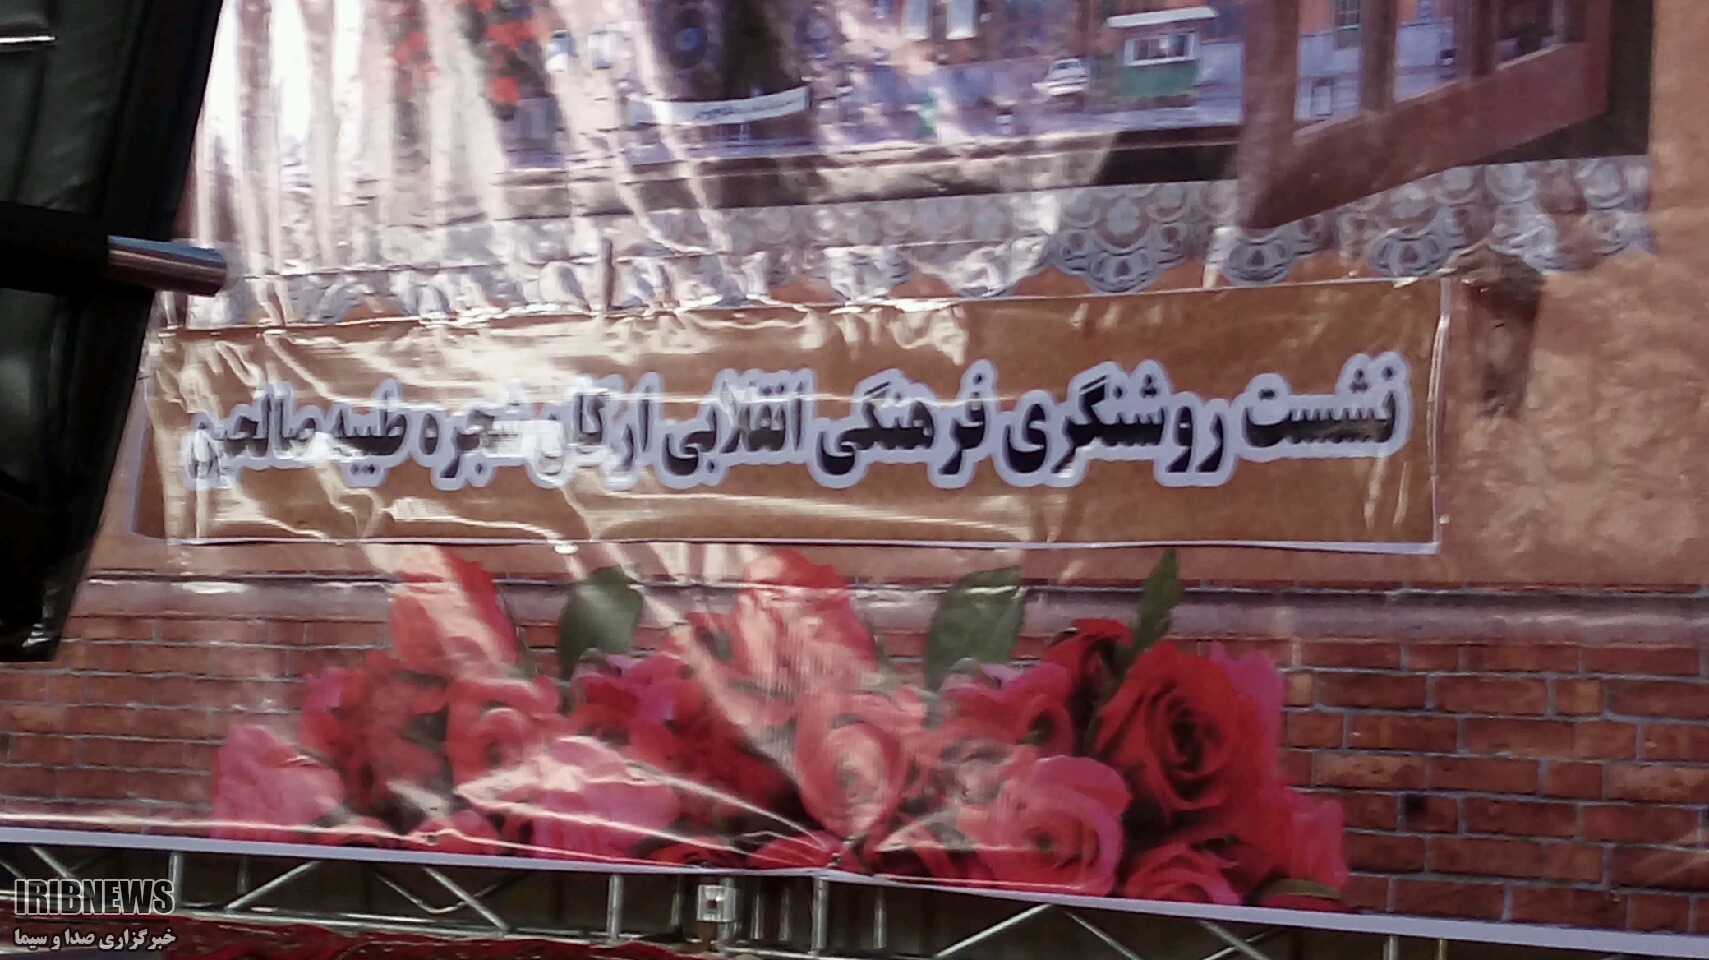 نشست روشنگری فرهنگی انقلابی ارکان شجره طیبه صالحین
IRIBNEWS
خبرگزاری صدا و سیما